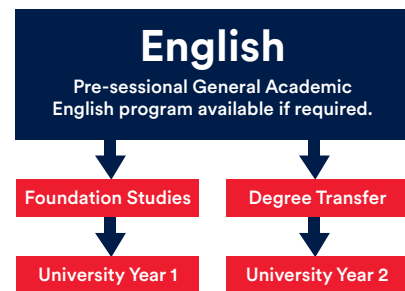 English
Pre-sessional General Academic
English program available if required.
Foundation Studies
Degree Transfer
University Year 1
University Year 2